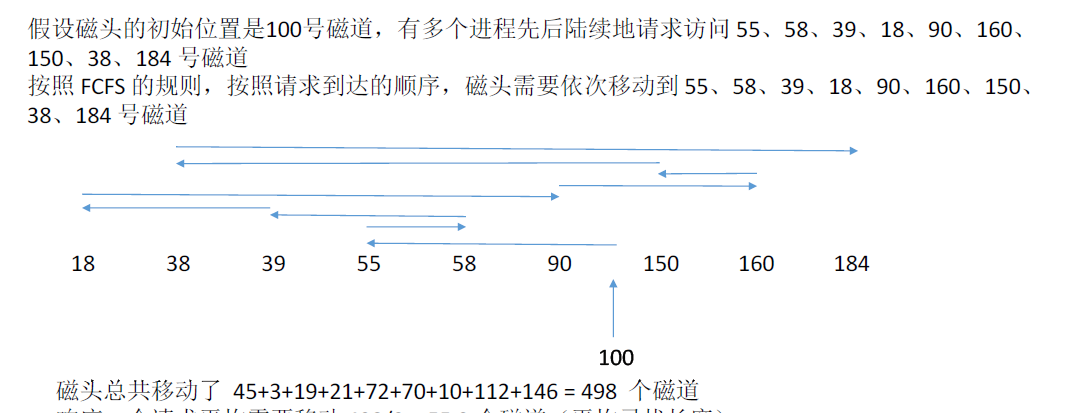 假设磁头的初始位置是100号磁道，有多个进程先后陆续地请求访问 55、58、39、18、90、160、
150、38、184 号磁道
按照 FCFS 的规则，按照请求到达的顺序，磁头需要依次移动到 55、58、39、18、90、160、150、
38、184 号磁道
18 38 39 55 58 90 150 160 184
100
磁头总共移动了 45+3+19+21+72+70+10+112+146 = 498 个磁道